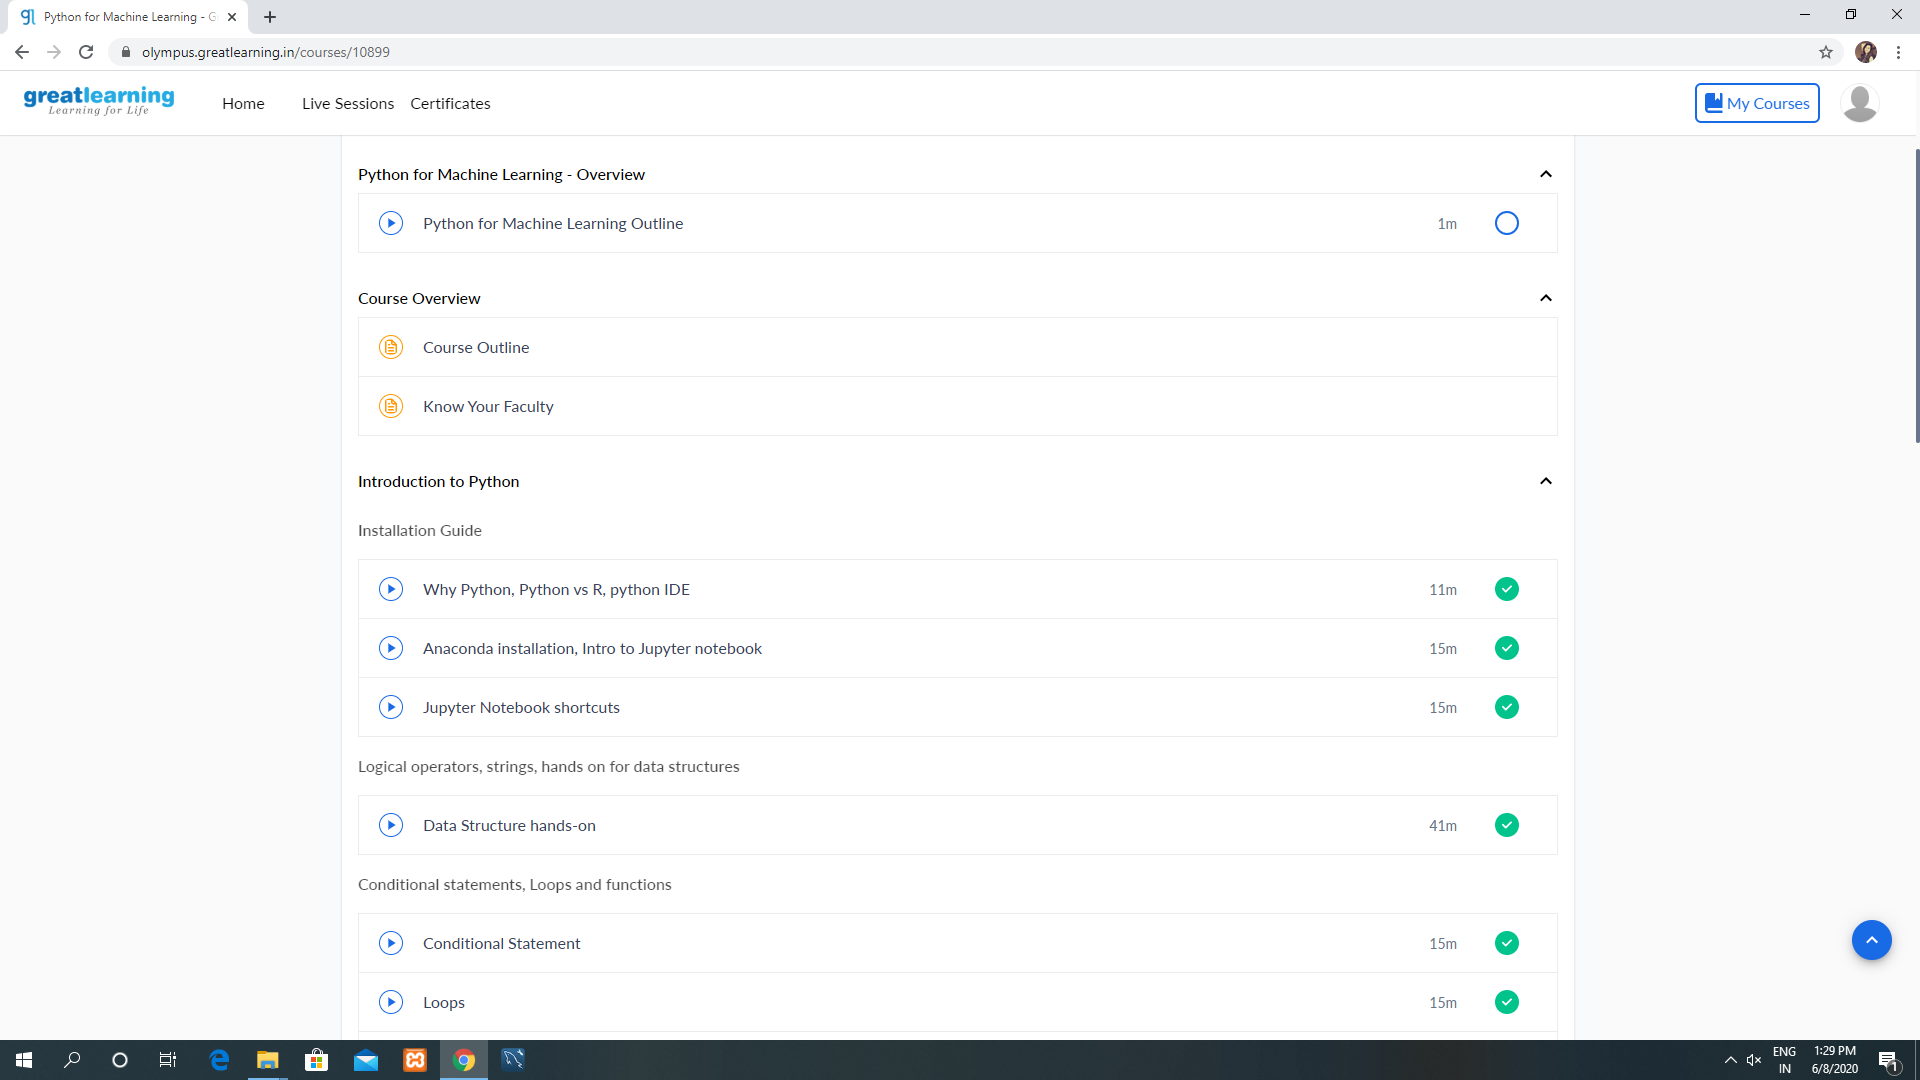 Python for Machine Learning - G
olympus.greatlearning.in/courses/10899
greatlearning
Learning for Life
Home
Live Sessions
Certificates
My Courses
Python for Machine Learning - Overview
Python for Machine Learning Outline
1m
Course Overview
Course Outline
Know Your Faculty
Introduction to Python
Installation Guide
Why Python, Python vs R, python IDE
11m
Anaconda installation, Intro to Jupyter notebook
15m
Jupyter Notebook shortcuts
15m
Logical operators, strings, hands on for data structures
Data Structure hands-on
41m
Conditional statements, Loops and functions
Conditional Statement
15m
Loops
15m
ENG
IN
1:29 PM
6/8/2020
1